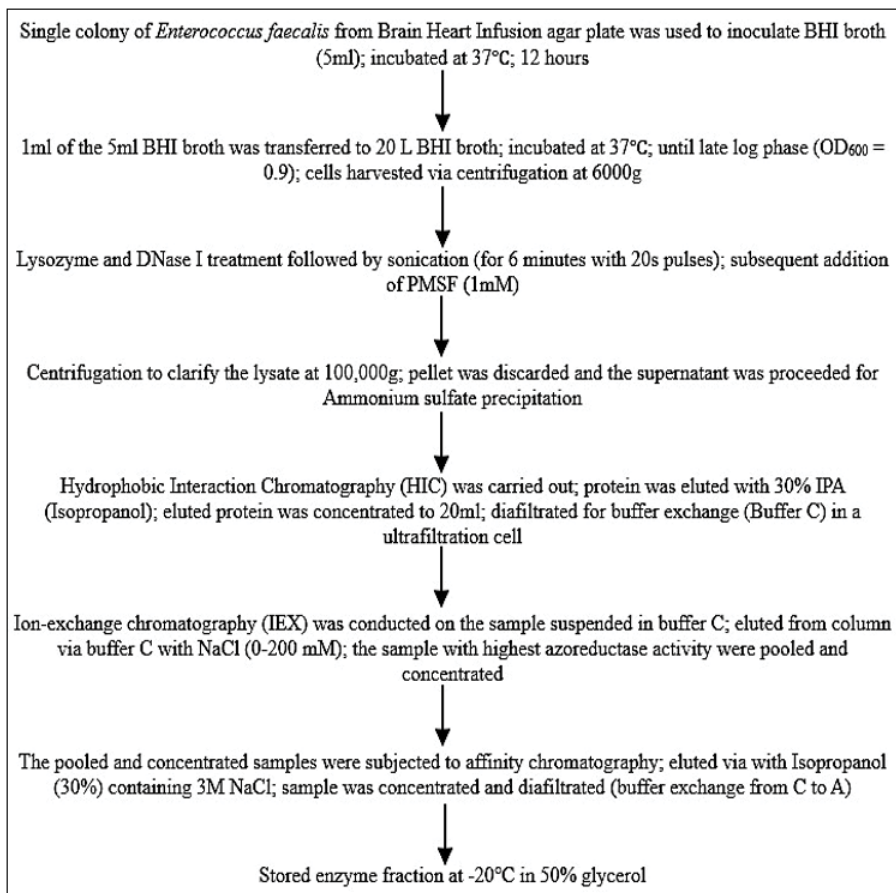 Single colony of Enterococcus faecalis from Brain Heart Infusion agar plate was used to inoculate BHI broth
(5ml); incubated at 37°C; 12 hours
1ml of the 5ml BHI broth was transferred to 20 L BHI broth; incubated at 37°C; until late log phase (OD₆₀₀ =
0.9); cells harvested via centrifugation at 6000g
Lysozyme and DNase I treatment followed by sonication (for 6 minutes with 20s pulses); subsequent addition
of PMSF (1mM)
Centrifugation to clarify the lysate at 100,000g; pellet was discarded and the supernatant was proceeded for
Ammonium sulfate precipitation
Hydrophobic Interaction Chromatography (HIC) was carried out; protein was eluted with 30% IPA
(Isopropanol); eluted protein was concentrated to 20ml; diafiltrated for buffer exchange (Buffer C) in a
ultrafiltration cell
Ion-exchange chromatography (IEX) was conducted on the sample suspended in buffer C; eluted from column
via buffer C with NaCl (0-200 mM); the sample with highest azoreductase activity were pooled and
concentrated
The pooled and concentrated samples were subjected to affinity chromatography; eluted via with Isopropanol
(30%) containing 3M NaCl; sample was concentrated and diafiltrated (buffer exchange from C to A)
Stored enzyme fraction at -20°C in 50% glycerol